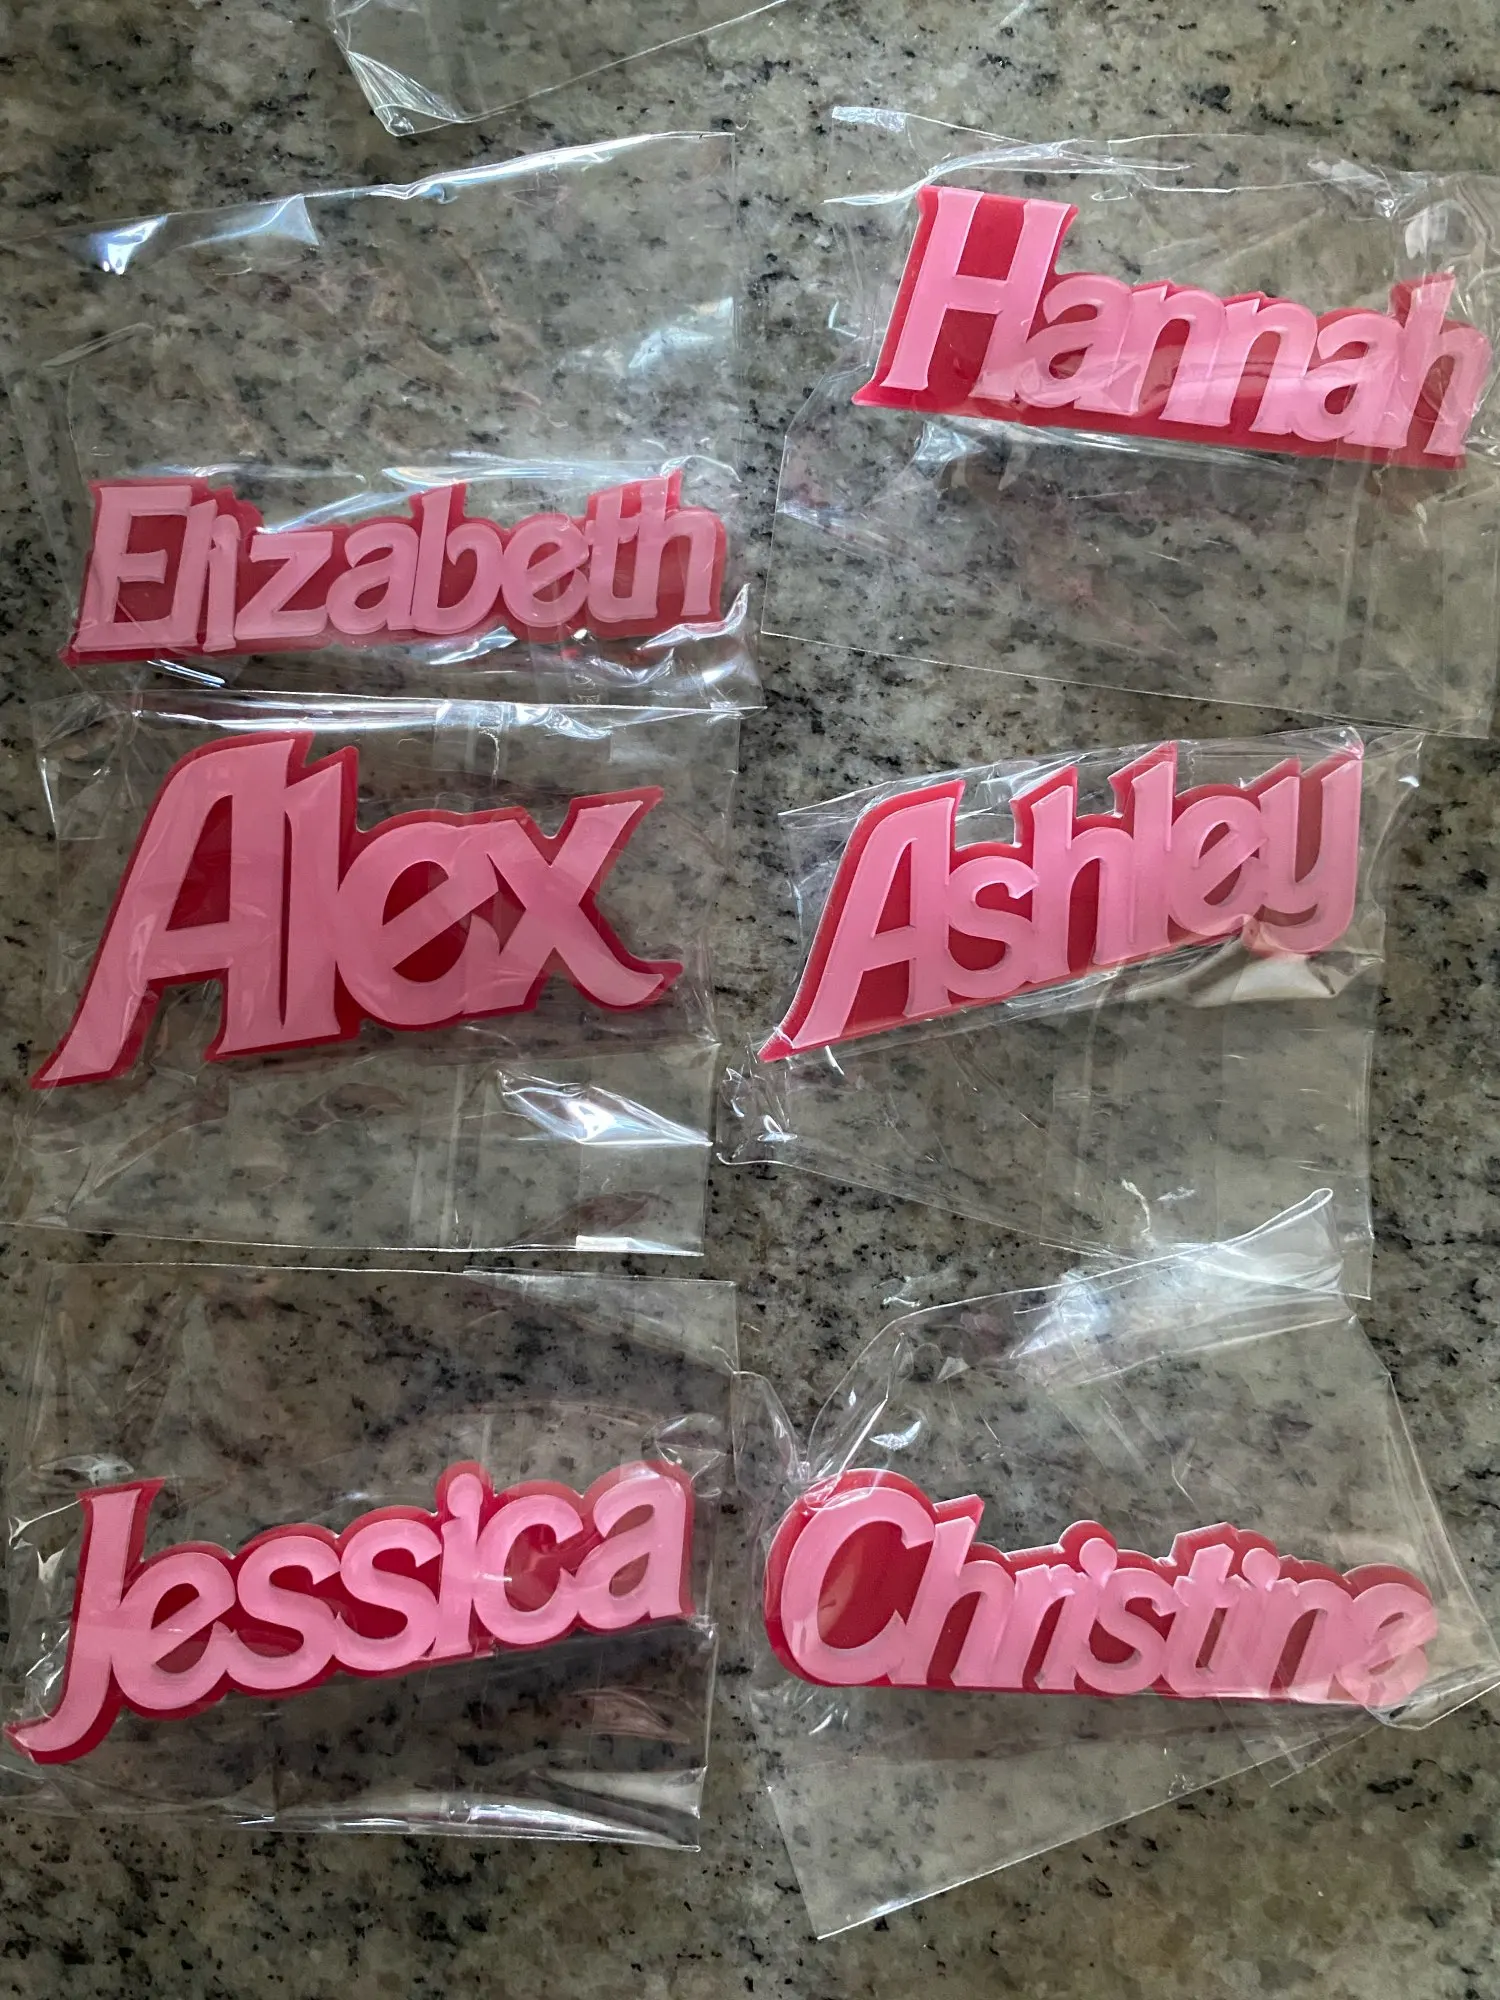 Hannah
Elizabeth
Alex
Ashley
Jessica
Christine